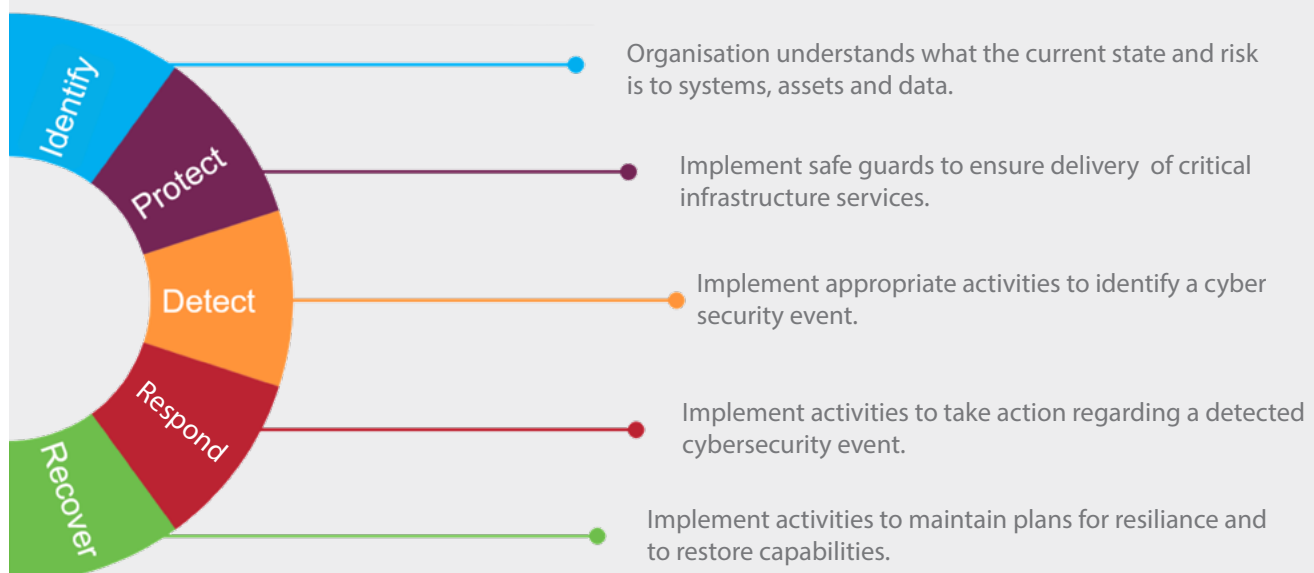 Identify
Organisation understands what the current state and risk
is to systems, assets and data.
Protect
Implement safe guards to ensure delivery of critical
infrastructure services.
Detect
Implement appropriate activities to identify a cyber
security event.
Respond
Implement activities to take action regarding a detected
cybersecurity event.
Recover
Implement activities to maintain plans for resiliance and
to restore capabilities.